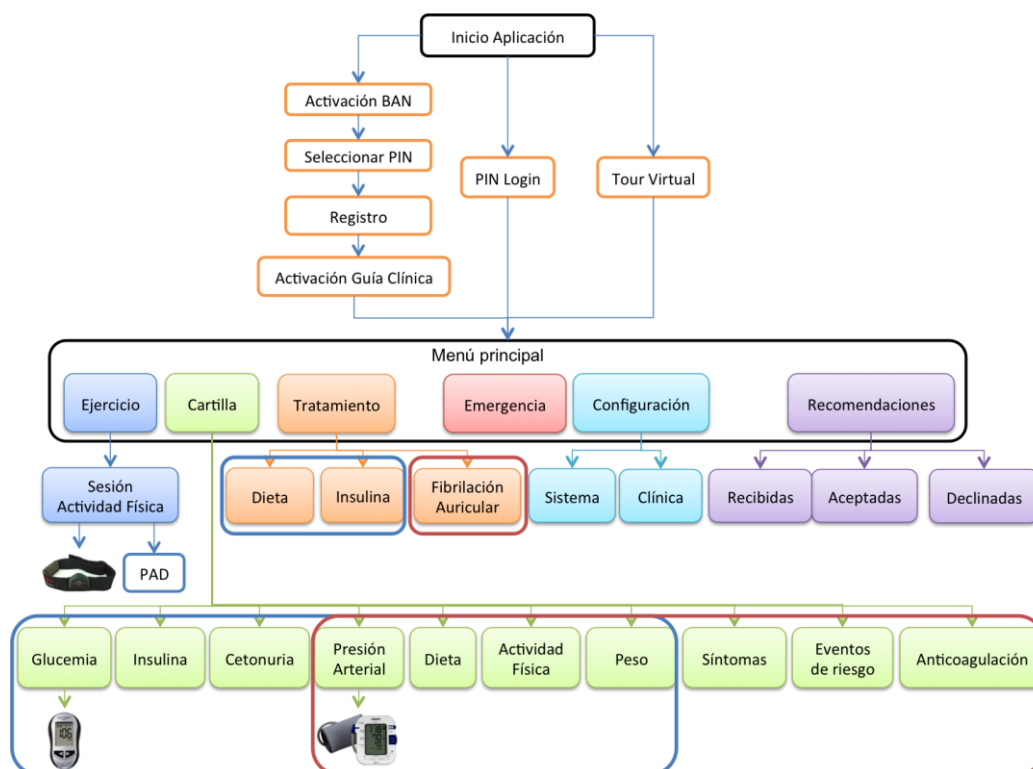 Inicio Aplicación
Activación BAN
Seleccionar PIN
PIN Login
Tour Virtual
Registro
Activación Guía Clínica
Menú principal
Ejercicio
Cartilla
Tratamiento
Emergencia
Configuración
Recomendaciones
Sesión
Actividad Física
Dieta
Insulina
Fibrilación
Auricular
Sistema
Clínica
Recibidas
Aceptadas
Declinadas
PAD
Glucemia
Insulina
Cetonuria
Presión
Arterial
Dieta
Actividad
Física
Peso
Síntomas
Eventos
de riesgo
Anticoagulación
106